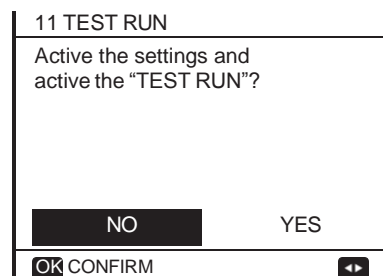 11 TEST RUN
Active the settings and
active the “TEST RUN”?
NO YES
OK CONFIRM